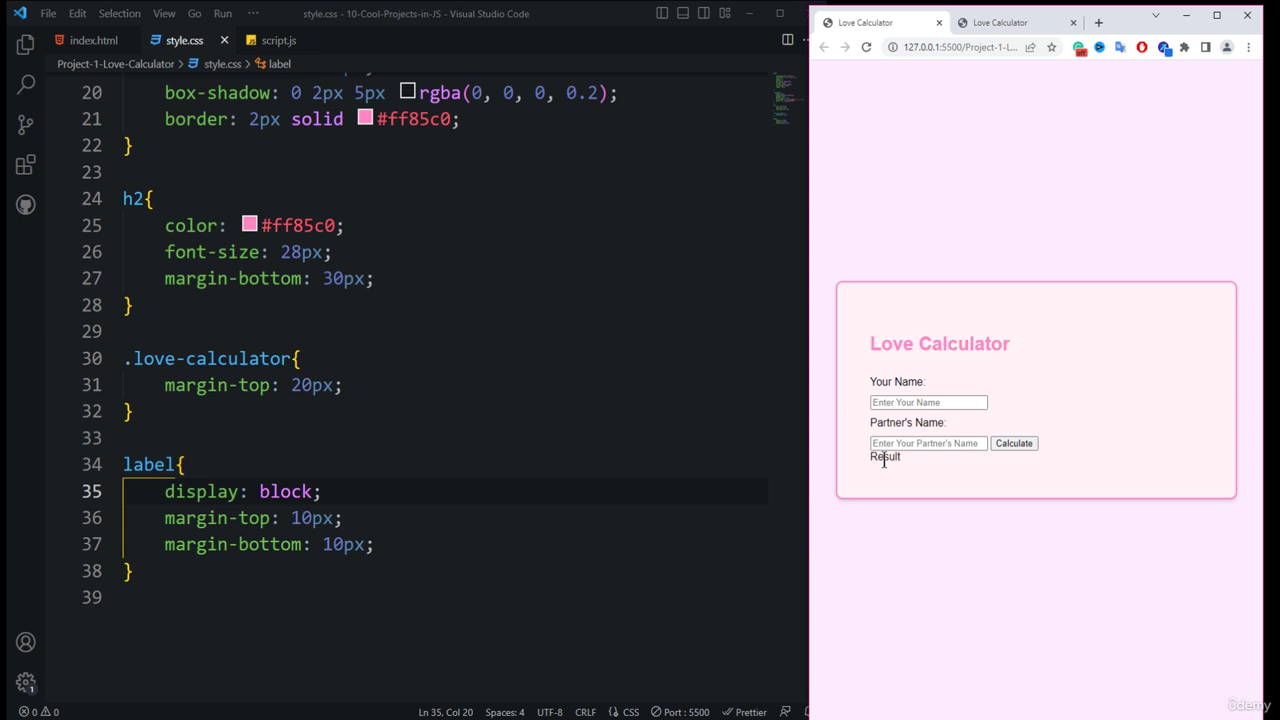 File Edit Selection View Go Run ··· style.css - 10-Cool-Projects-in-JS - Visual Studio Code
index.html style.css script.js
Project-1-Love-Calculator > style.css > label
20 box-shadow: 0 2px 5px rgba(0, 0, 0, 0.2);
21 border: 2px solid #ff85c0;
22 }
23
24 h2{
25 color: #ff85c0;
26 font-size: 28px;
27 margin-bottom: 30px;
28 }
29
30 .love-calculator{
31 margin-top: 20px;
32 }
33
34 label{
35 display: block;
36 margin-top: 10px;
37 margin-bottom: 10px;
38 }
39
1
0 0 Ln 35, Col 20 Spaces: 4 UTF-8 CRLF {} CSS Port : 5500 Prettier
Love Calculator Love Calculator
127.0.0.1:5500/Project-1-L...
off
Love Calculator
Your Name:
Enter Your Name
Partner's Name:
Enter Your Partner's Name Calculate
Result
ûdemy